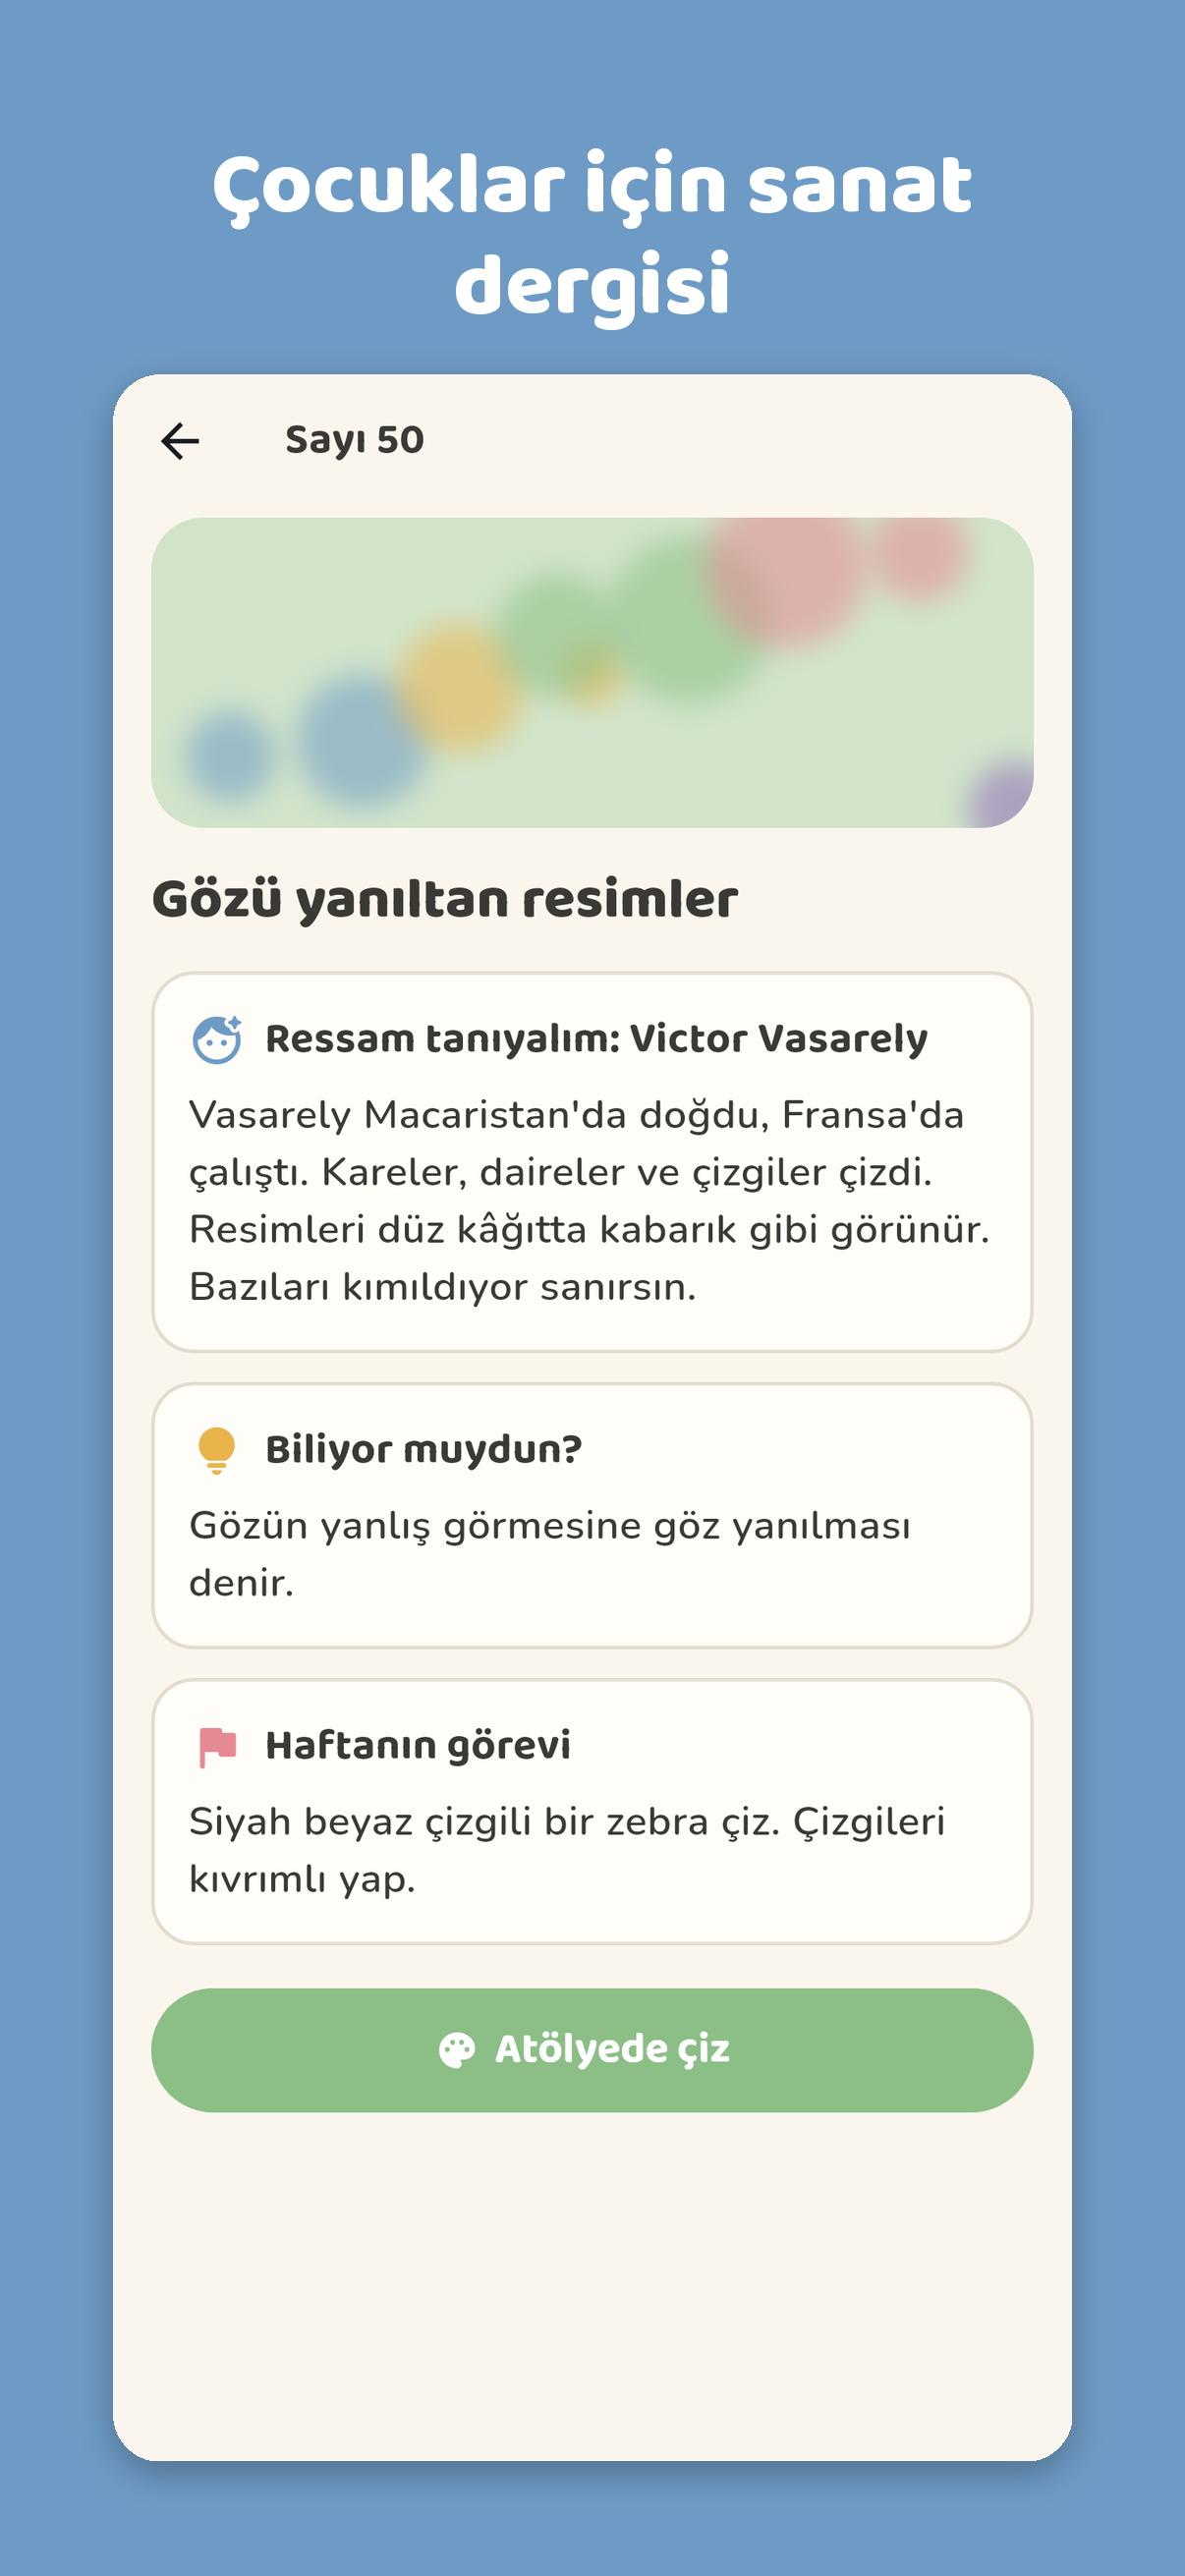 Çocuklar için sanat
dergisi
Sayı 50
Gözü yanıltan resimler
Ressam tanıyalım: Victor Vasarely
Vasarely Macaristan'da doğdu, Fransa'da
çalıştı. Kareler, daireler ve çizgiler çizdi.
Resimleri düz kâğıtta kabarık gibi görünür.
Bazıları kımıldıyor sanırsın.
Biliyor muydun?
Gözün yanlış görmesine göz yanılması
denir.
Haftanın görevi
Siyah beyaz çizgili bir zebra çiz. Çizgileri
kıvrımlı yap.
Atölyede çiz